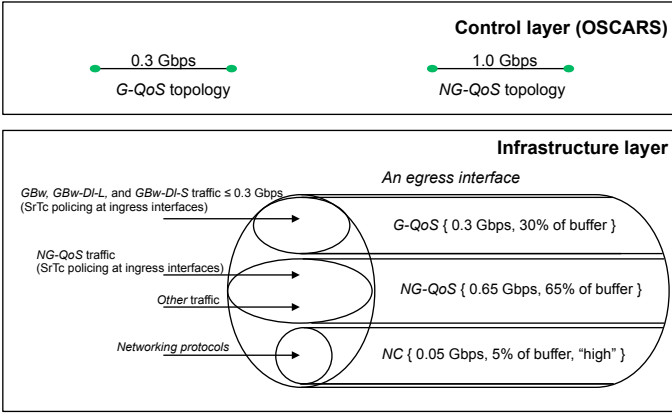 Control layer (OSCARS)
0.3 Gbps
1.0 Gbps
G-QoS topology
NG-QoS topology
Infrastructure layer
An egress interface
GBw, GBw-Dl-L, and GBw-Dl-S traffic ≤ 0.3 Gbps
(SrTc policing at ingress interfaces)
G-QoS { 0.3 Gbps, 30% of buffer }
NG-QoS traffic
(SrTc policing at ingress interfaces)
NG-QoS { 0.65 Gbps, 65% of buffer }
Other traffic
Networking protocols
NC { 0.05 Gbps, 5% of buffer, “high” }